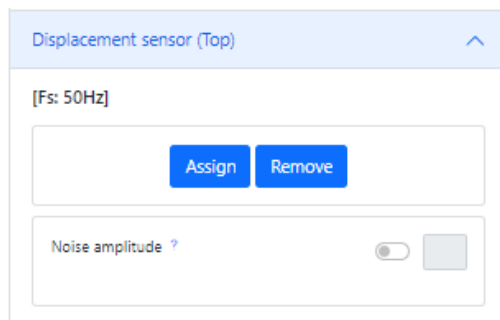 Displacement sensor (Top)
[Fs: 50Hz]
Assign Remove
Noise amplitude ?